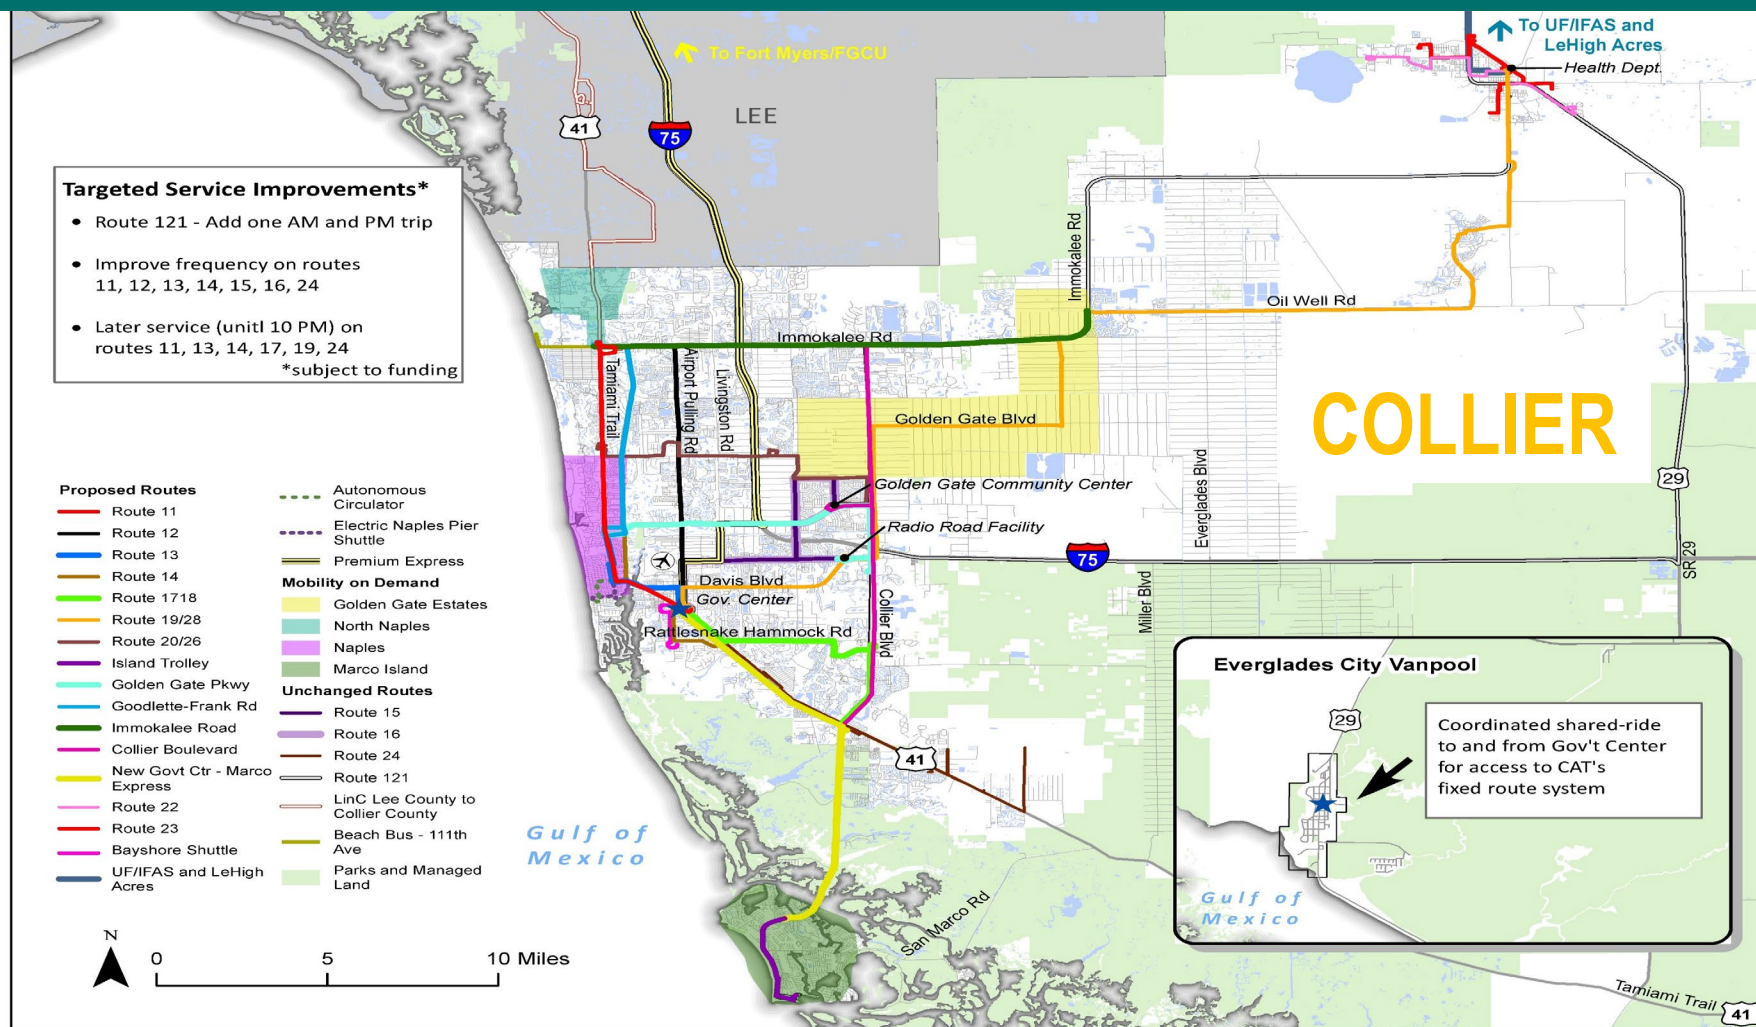 To Fort Myers/FGCU
To UF/IFAS and
LeHigh Acres
Health Dept.
LEE
41
75
Targeted Service Improvements*
• Route 121 - Add one AM and PM trip
• Improve frequency on routes
11, 12, 13, 14, 15, 16, 24
• Later service (unitl 10 PM) on
routes 11, 13, 14, 17, 19, 24
*subject to funding
Immokalee Rd
Oil Well Rd
Immokalee Rd
Tamiami Trail
Airport Pulling Rd
Livingston Rd
Golden Gate Blvd
COLLIER
Everglades Blvd
29
Golden Gate Community Center
Radio Road Facility
75
SR 29
Davis Blvd
Gov. Center
Rattlesnake Hammock Rd
Collier Blvd
Miller Blvd
41
Gulf of
Mexico
San Marco Rd
Tamiami Trail
41
Proposed Routes
Route 11
Route 12
Route 13
Route 14
Route 1718
Route 19/28
Route 20/26
Island Trolley
Golden Gate Pkwy
Goodlette-Frank Rd
Immokalee Road
Collier Boulevard
New Govt Ctr - Marco
Express
Route 22
Route 23
Bayshore Shuttle
UF/IFAS and LeHigh
Acres
Autonomous
Circulator
Electric Naples Pier
Shuttle
Premium Express
Mobility on Demand
Golden Gate Estates
North Naples
Naples
Marco Island
Unchanged Routes
Route 15
Route 16
Route 24
Route 121
LinC Lee County to
Collier County
Beach Bus - 111th
Ave
Parks and Managed
Land
N
0 5 10 Miles
Everglades City Vanpool
29
Coordinated shared-ride
to and from Gov't Center
for access to CAT's
fixed route system
Gulf of
Mexico